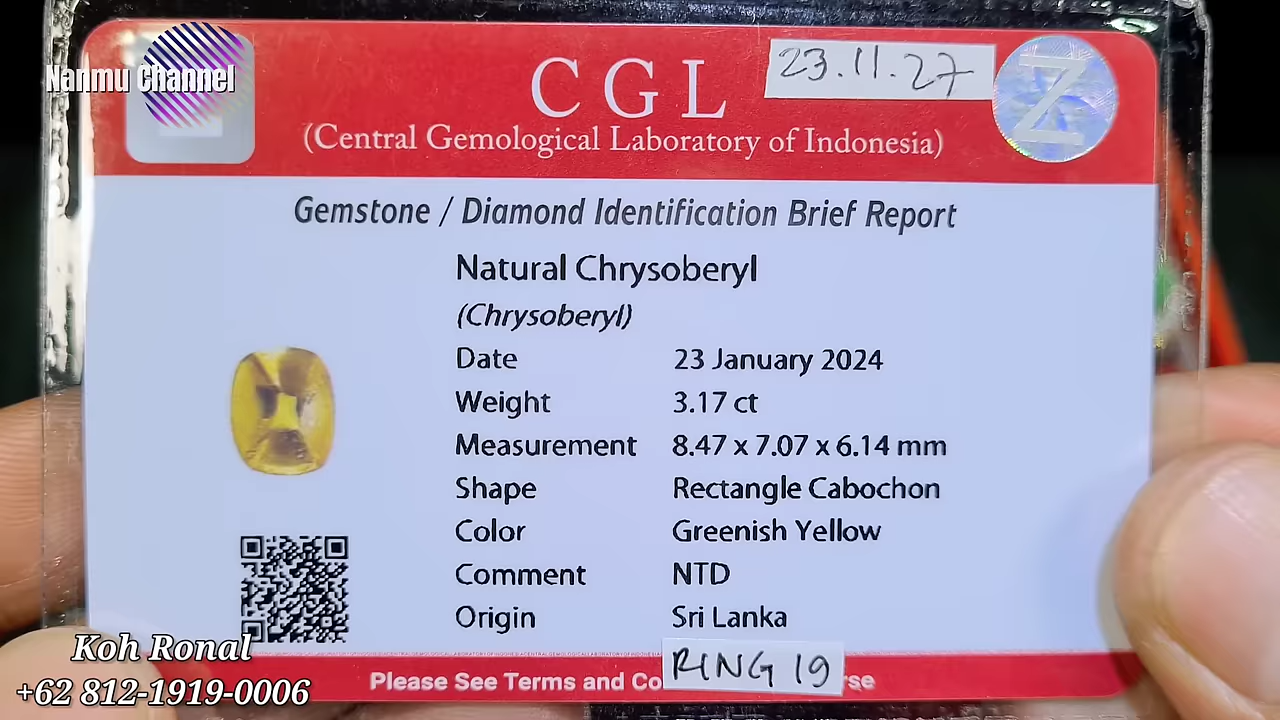 Nanmu Channel
CGL
23.11.27
Z
(Central Gemological Laboratory of Indonesia)
Gemstone / Diamond Identification Brief Report
Natural Chrysoberyl
(Chrysoberyl)
Date 23 January 2024
Weight 3.17 ct
Measurement 8.47 x 7.07 x 6.14 mm
Shape Rectangle Cabochon
Color Greenish Yellow
Comment NTD
Origin Sri Lanka
Koh Ronal
+62 812-1919-0006
RING 19
Please See Terms and